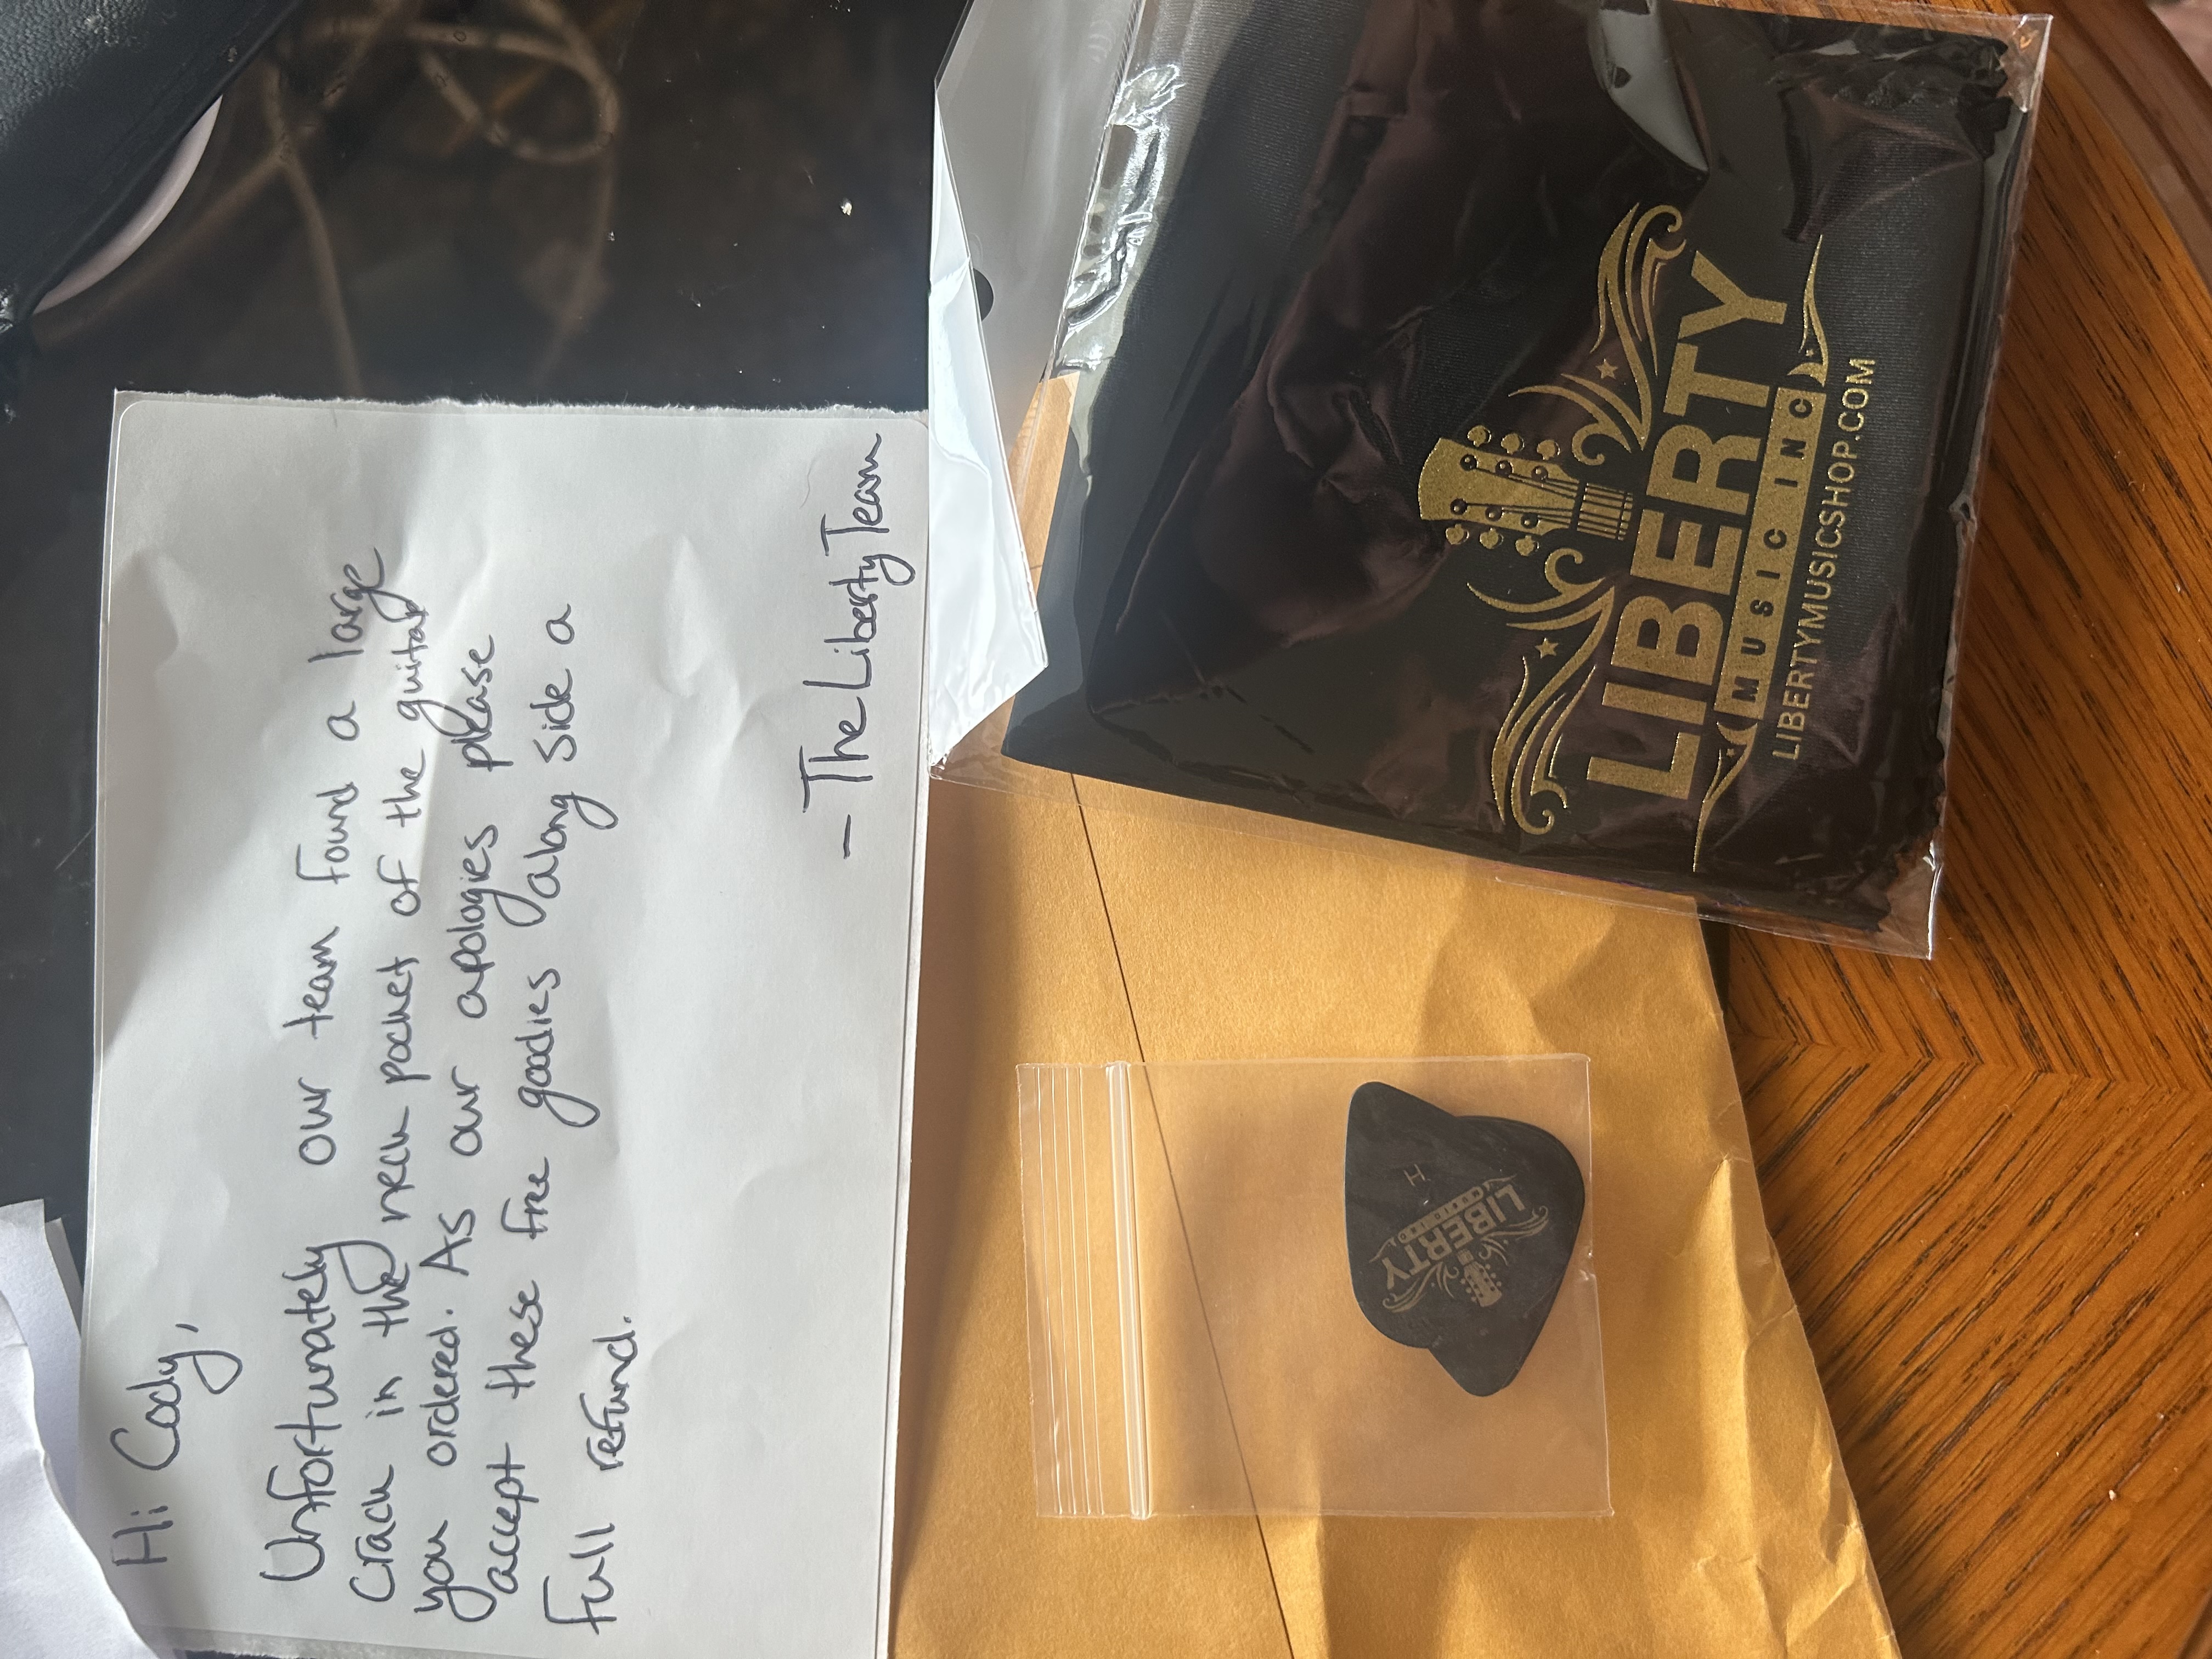 Hi Cody,
Unfortunately our team found a large
crack in the neck pocket of the guitar
you ordered. As our apologies please
accept these free goodies along side a
full refund.
- The Liberty Team
LIBERTY
MUSIC INC
LIBERTYMUSICSHOP.COM
H
LIBERTY
MUSIC INC